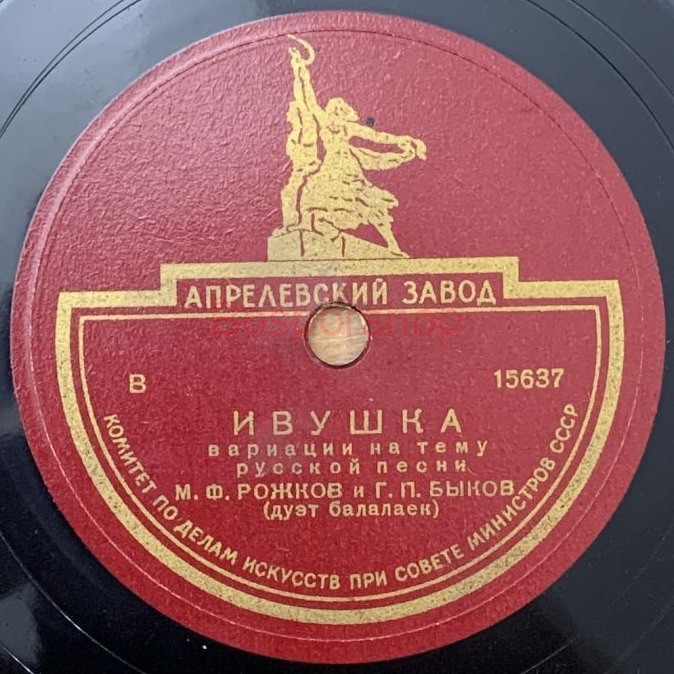 АПРЕЛЕВСКИЙ ЗАВОД
В 15637
ИВУШКА
вариации на тему
русской песни
М. Ф. РОЖКОВ и Г. П. БЫКОВ
(дуэт балалаек)
КОМИТЕТ ПО ДЕЛАМ ИСКУССТВ ПРИ СОВЕТЕ МИНИСТРОВ СССР